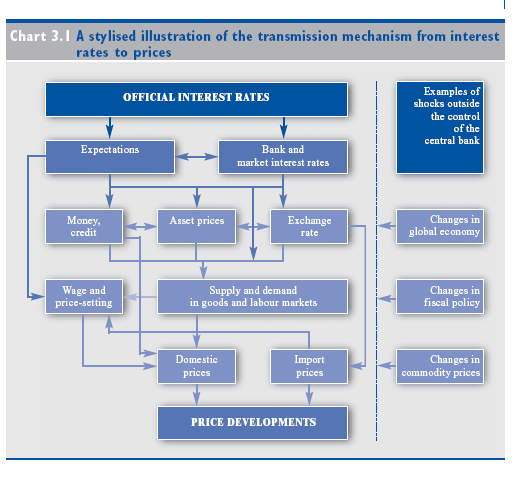 Chart 3.1 A stylised illustration of the transmission mechanism from interest
rates to prices
OFFICIAL INTEREST RATES
Examples of
shocks outside
the control
of the
central bank
Expectations
Bank and
market interest rates
Money,
credit
Asset prices
Exchange
rate
Changes in
global economy
Wage and
price-setting
Supply and demand
in goods and labour markets
Changes in
fiscal policy
Domestic
prices
Import
prices
Changes in
commodity prices
PRICE DEVELOPMENTS